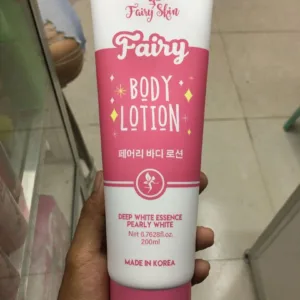 Fairy Skin
Fairy
BODY
LOTION
페어리 바디 로션
DEEP WHITE ESSENCE
PEARLY WHITE
200ml
MADE IN KOREA